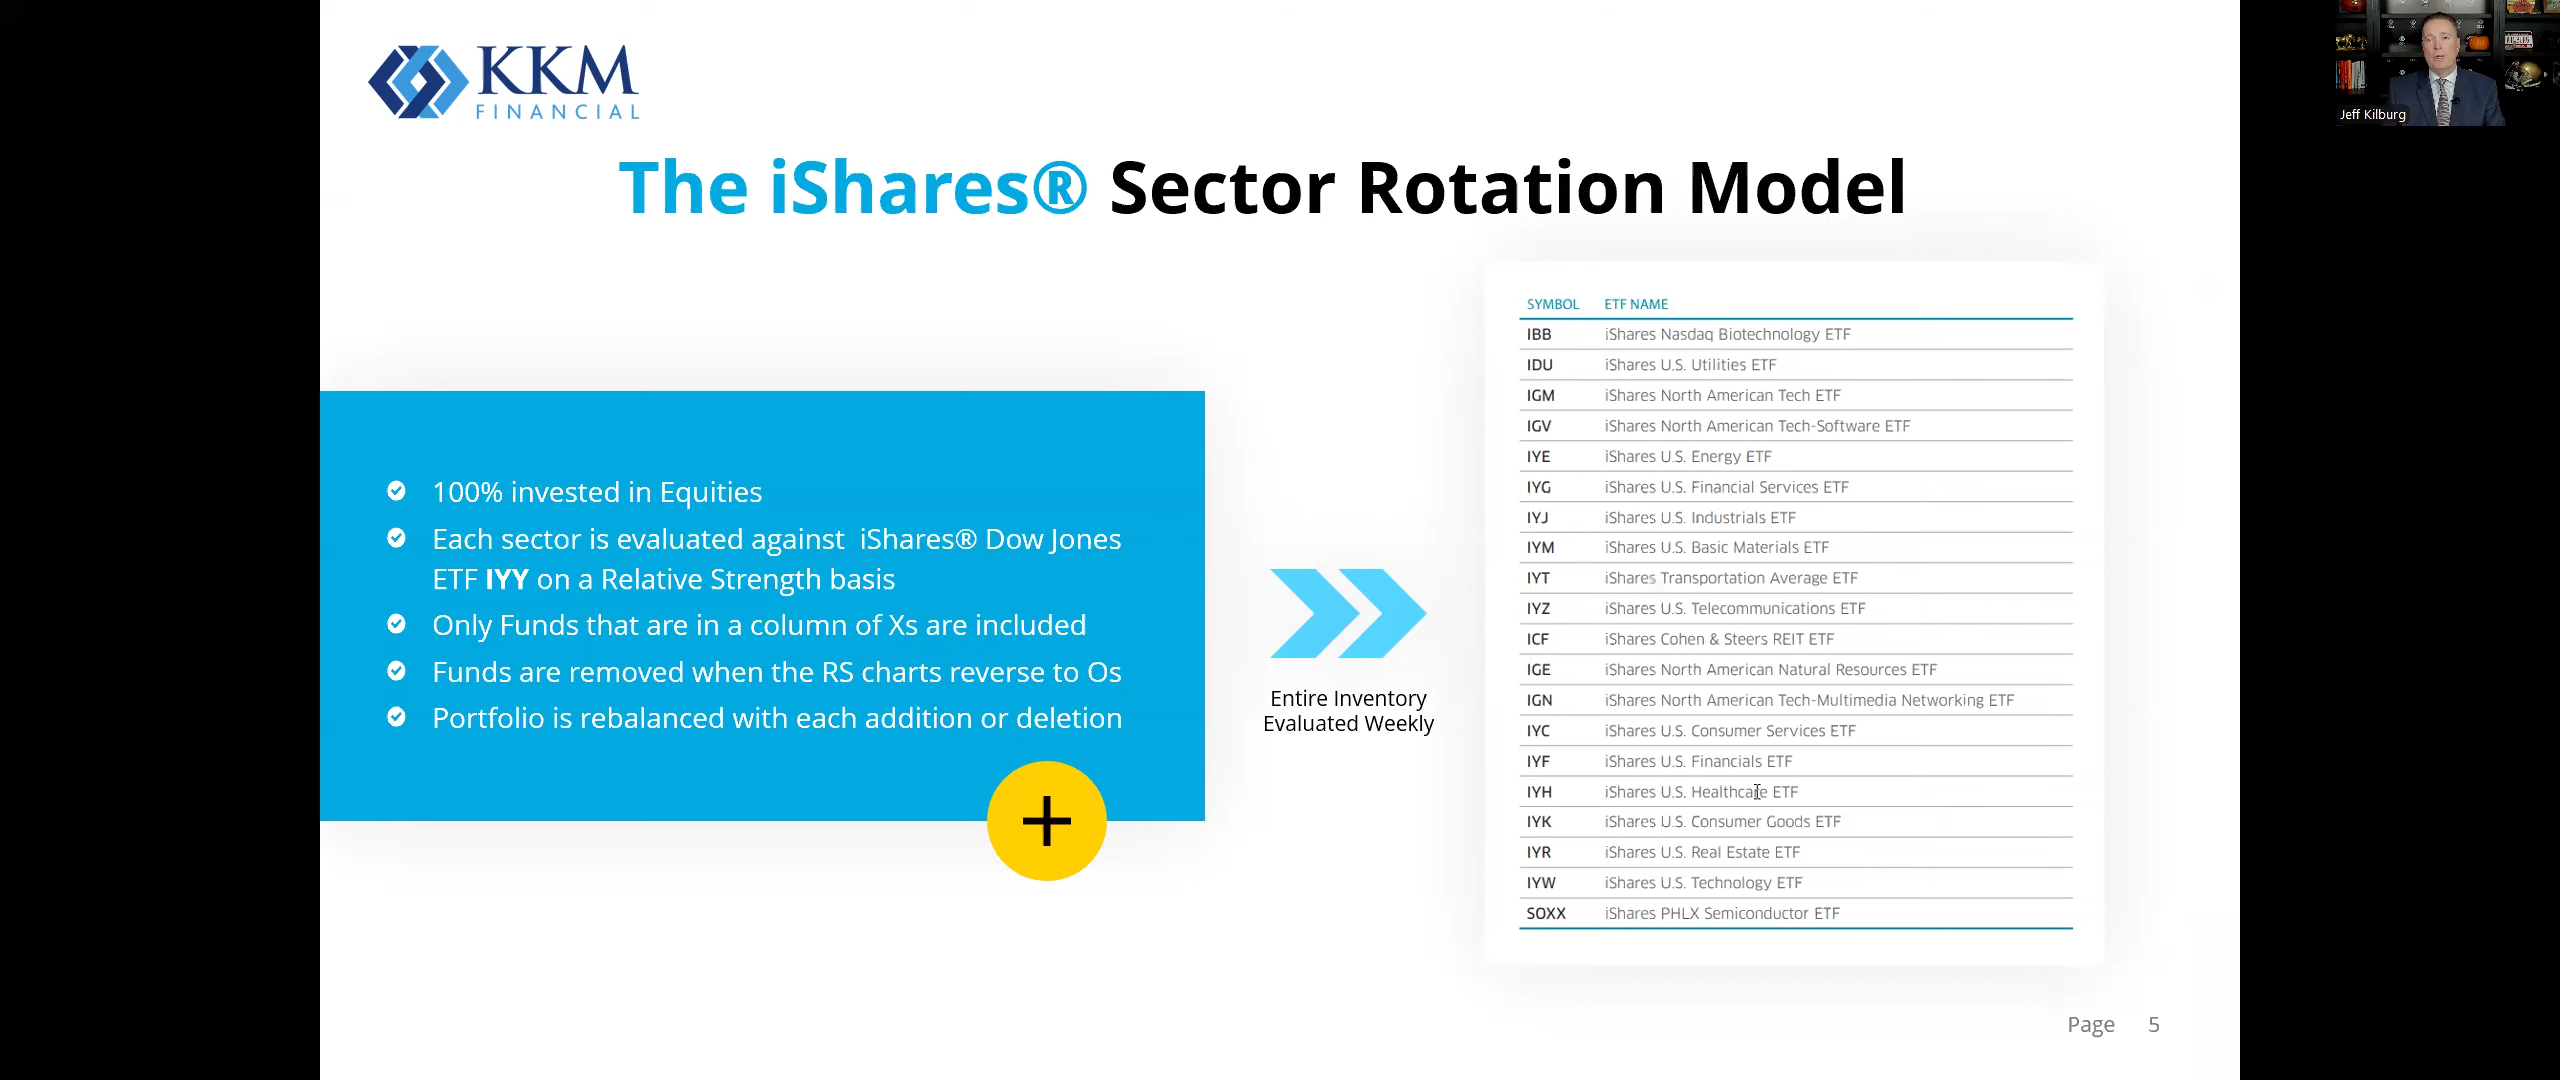 KKM
FINANCIAL
Jeff Kilburg
The iShares® Sector Rotation Model
100% invested in Equities
Each sector is evaluated against  iShares® Dow Jones
ETF IYY on a Relative Strength basis
Only Funds that are in a column of Xs are included
Funds are removed when the RS charts reverse to Os
Portfolio is rebalanced with each addition or deletion
Entire Inventory
Evaluated Weekly
SYMBOL ETF NAME
IBB iShares Nasdaq Biotechnology ETF
IDU iShares U.S. Utilities ETF
IGM iShares North American Tech ETF
IGV iShares North American Tech-Software ETF
IYE iShares U.S. Energy ETF
IYG iShares U.S. Financial Services ETF
IYJ iShares U.S. Industrials ETF
IYM iShares U.S. Basic Materials ETF
IYT iShares Transportation Average ETF
IYZ iShares U.S. Telecommunications ETF
ICF iShares Cohen & Steers REIT ETF
IGE iShares North American Natural Resources ETF
IGN iShares North American Tech-Multimedia Networking ETF
IYC iShares U.S. Consumer Services ETF
IYF iShares U.S. Financials ETF
IYH iShares U.S. Healthcare ETF
IYK iShares U.S. Consumer Goods ETF
IYR iShares U.S. Real Estate ETF
IYW iShares U.S. Technology ETF
SOXX iShares PHLX Semiconductor ETF
Page 5